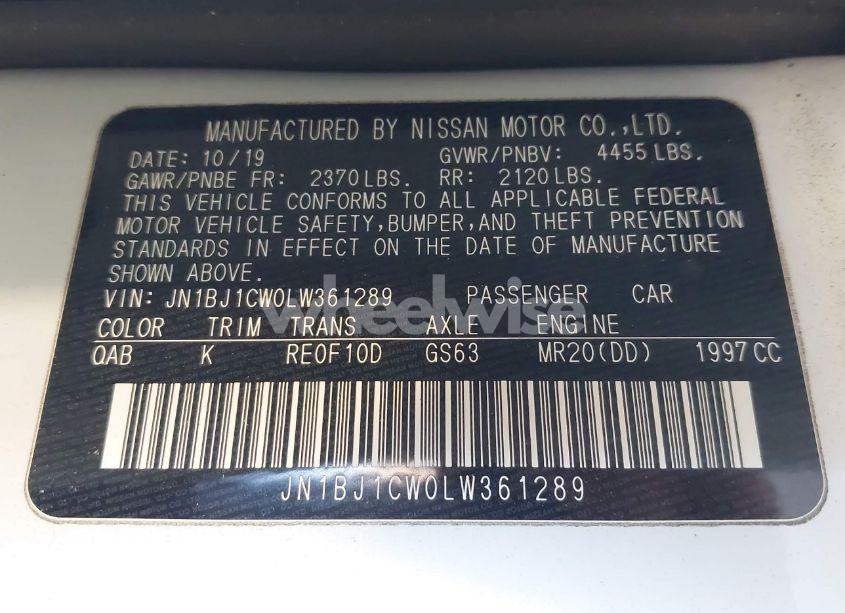 MANUFACTURED BY NISSAN MOTOR CO.,LTD.
DATE: 10/19 GVWR/PNBV: 4455 LBS.
GAWR/PNBE FR: 2370 LBS. RR: 2120 LBS.
THIS VEHICLE CONFORMS TO ALL APPLICABLE FEDERAL
MOTOR VEHICLE SAFETY, BUMPER, AND THEFT PREVENTION
STANDARDS IN EFFECT ON THE DATE OF MANUFACTURE
SHOWN ABOVE.
VIN: JN1BJ1CW0LW361289 PASSENGER CAR
wheelwise
COLOR TRIM TRANS AXLE ENGINE
QAB K RE0F10D GS63 MR20(DD) 1997 CC
JN1BJ1CW0LW361289